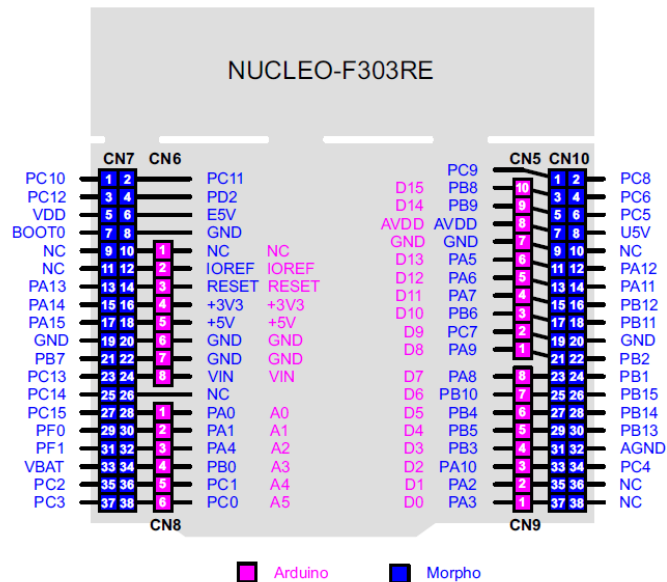 NUCLEO-F303RE
CN7 CN6 CN5 CN10
PC9
PC10 1 2 PC11 D15 PB8 10 1 2 PC8
PC12 3 4 PD2 D14 PB9 9 3 4 PC6
VDD 5 6 E5V AVDD AVDD 8 5 6 PC5
BOOT0 7 8 GND GND GND 7 7 8 U5V
NC 9 10 1 NC NC D13 PA5 6 9 10 NC
NC 11 12 2 IOREF IOREF D12 PA6 5 11 12 PA12
PA13 13 14 3 RESET RESET D11 PA7 4 13 14 PA11
PA14 15 16 4 +3V3 +3V3 D10 PB6 3 15 16 PB12
PA15 17 18 5 +5V +5V D9 PC7 2 17 18 PB11
GND 19 20 6 GND GND D8 PA9 1 19 20 GND
PB7 21 22 7 GND GND 21 22 PB2
PC13 23 24 8 VIN VIN D7 PA8 8 23 24 PB1
PC14 25 26 NC D6 PB10 7 25 26 PB15
PC15 27 28 1 PA0 A0 D5 PB4 6 27 28 PB14
PF0 29 30 2 PA1 A1 D4 PB5 5 29 30 PB13
PF1 31 32 3 PA4 A2 D3 PB3 4 31 32 AGND
VBAT 33 34 4 PB0 A3 D2 PA10 3 33 34 PC4
PC2 35 36 5 PC1 A4 D1 PA2 2 35 36 NC
PC3 37 38 6 PC0 A5 D0 PA3 1 37 38 NC
CN8 CN9
Arduino Morpho